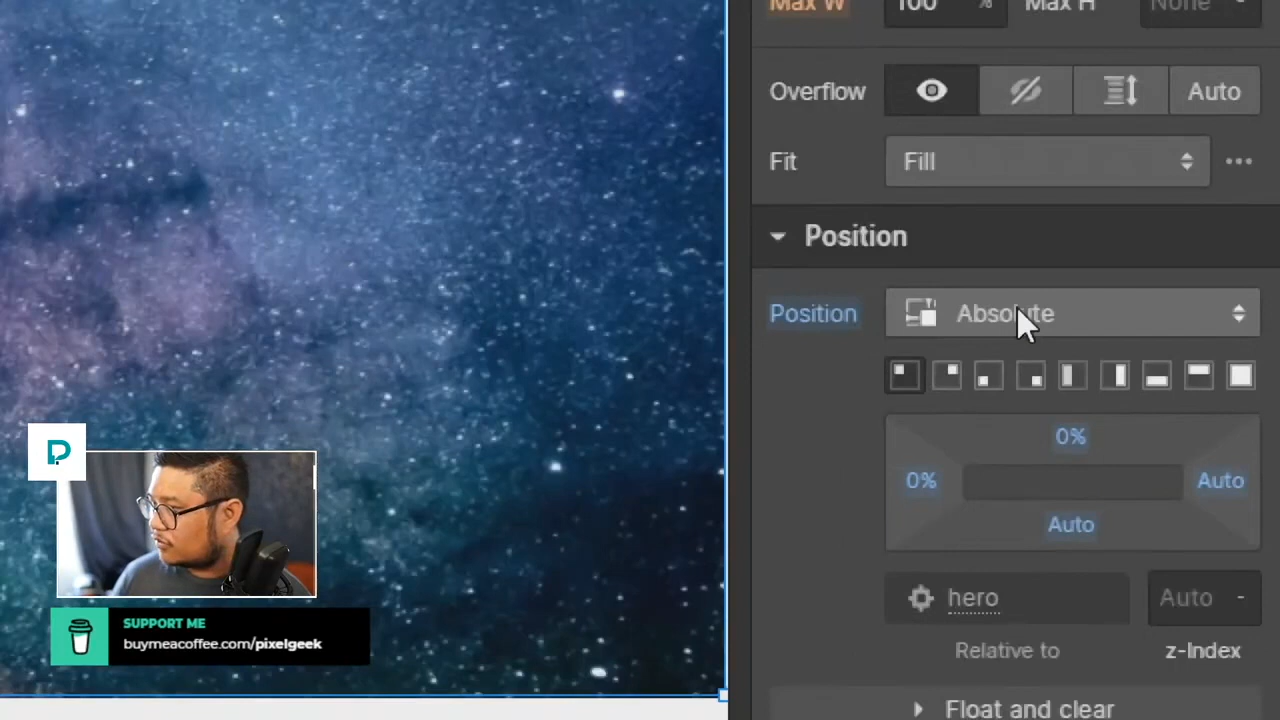 Max W 100 % Max H None -
Overflow Auto
Fit Fill
Position
Position Absolute
0%
0% Auto
Auto
hero Auto -
Relative to z-Index
Float and clear
SUPPORT ME
buymeacoffee.com/pixelgeek